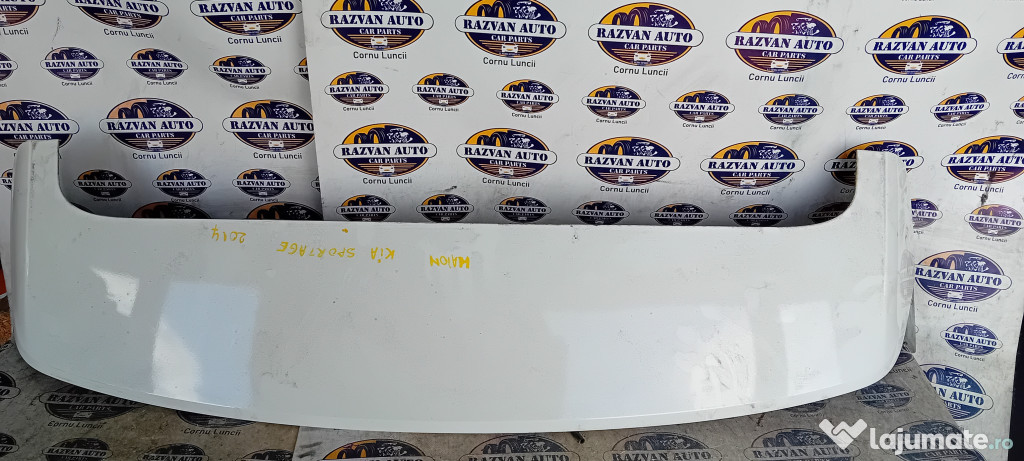 RAZVAN AUTO
CAR PARTS
Cornu Luncii
HAION KIA SPORTAGE 2014
lajumate.ro